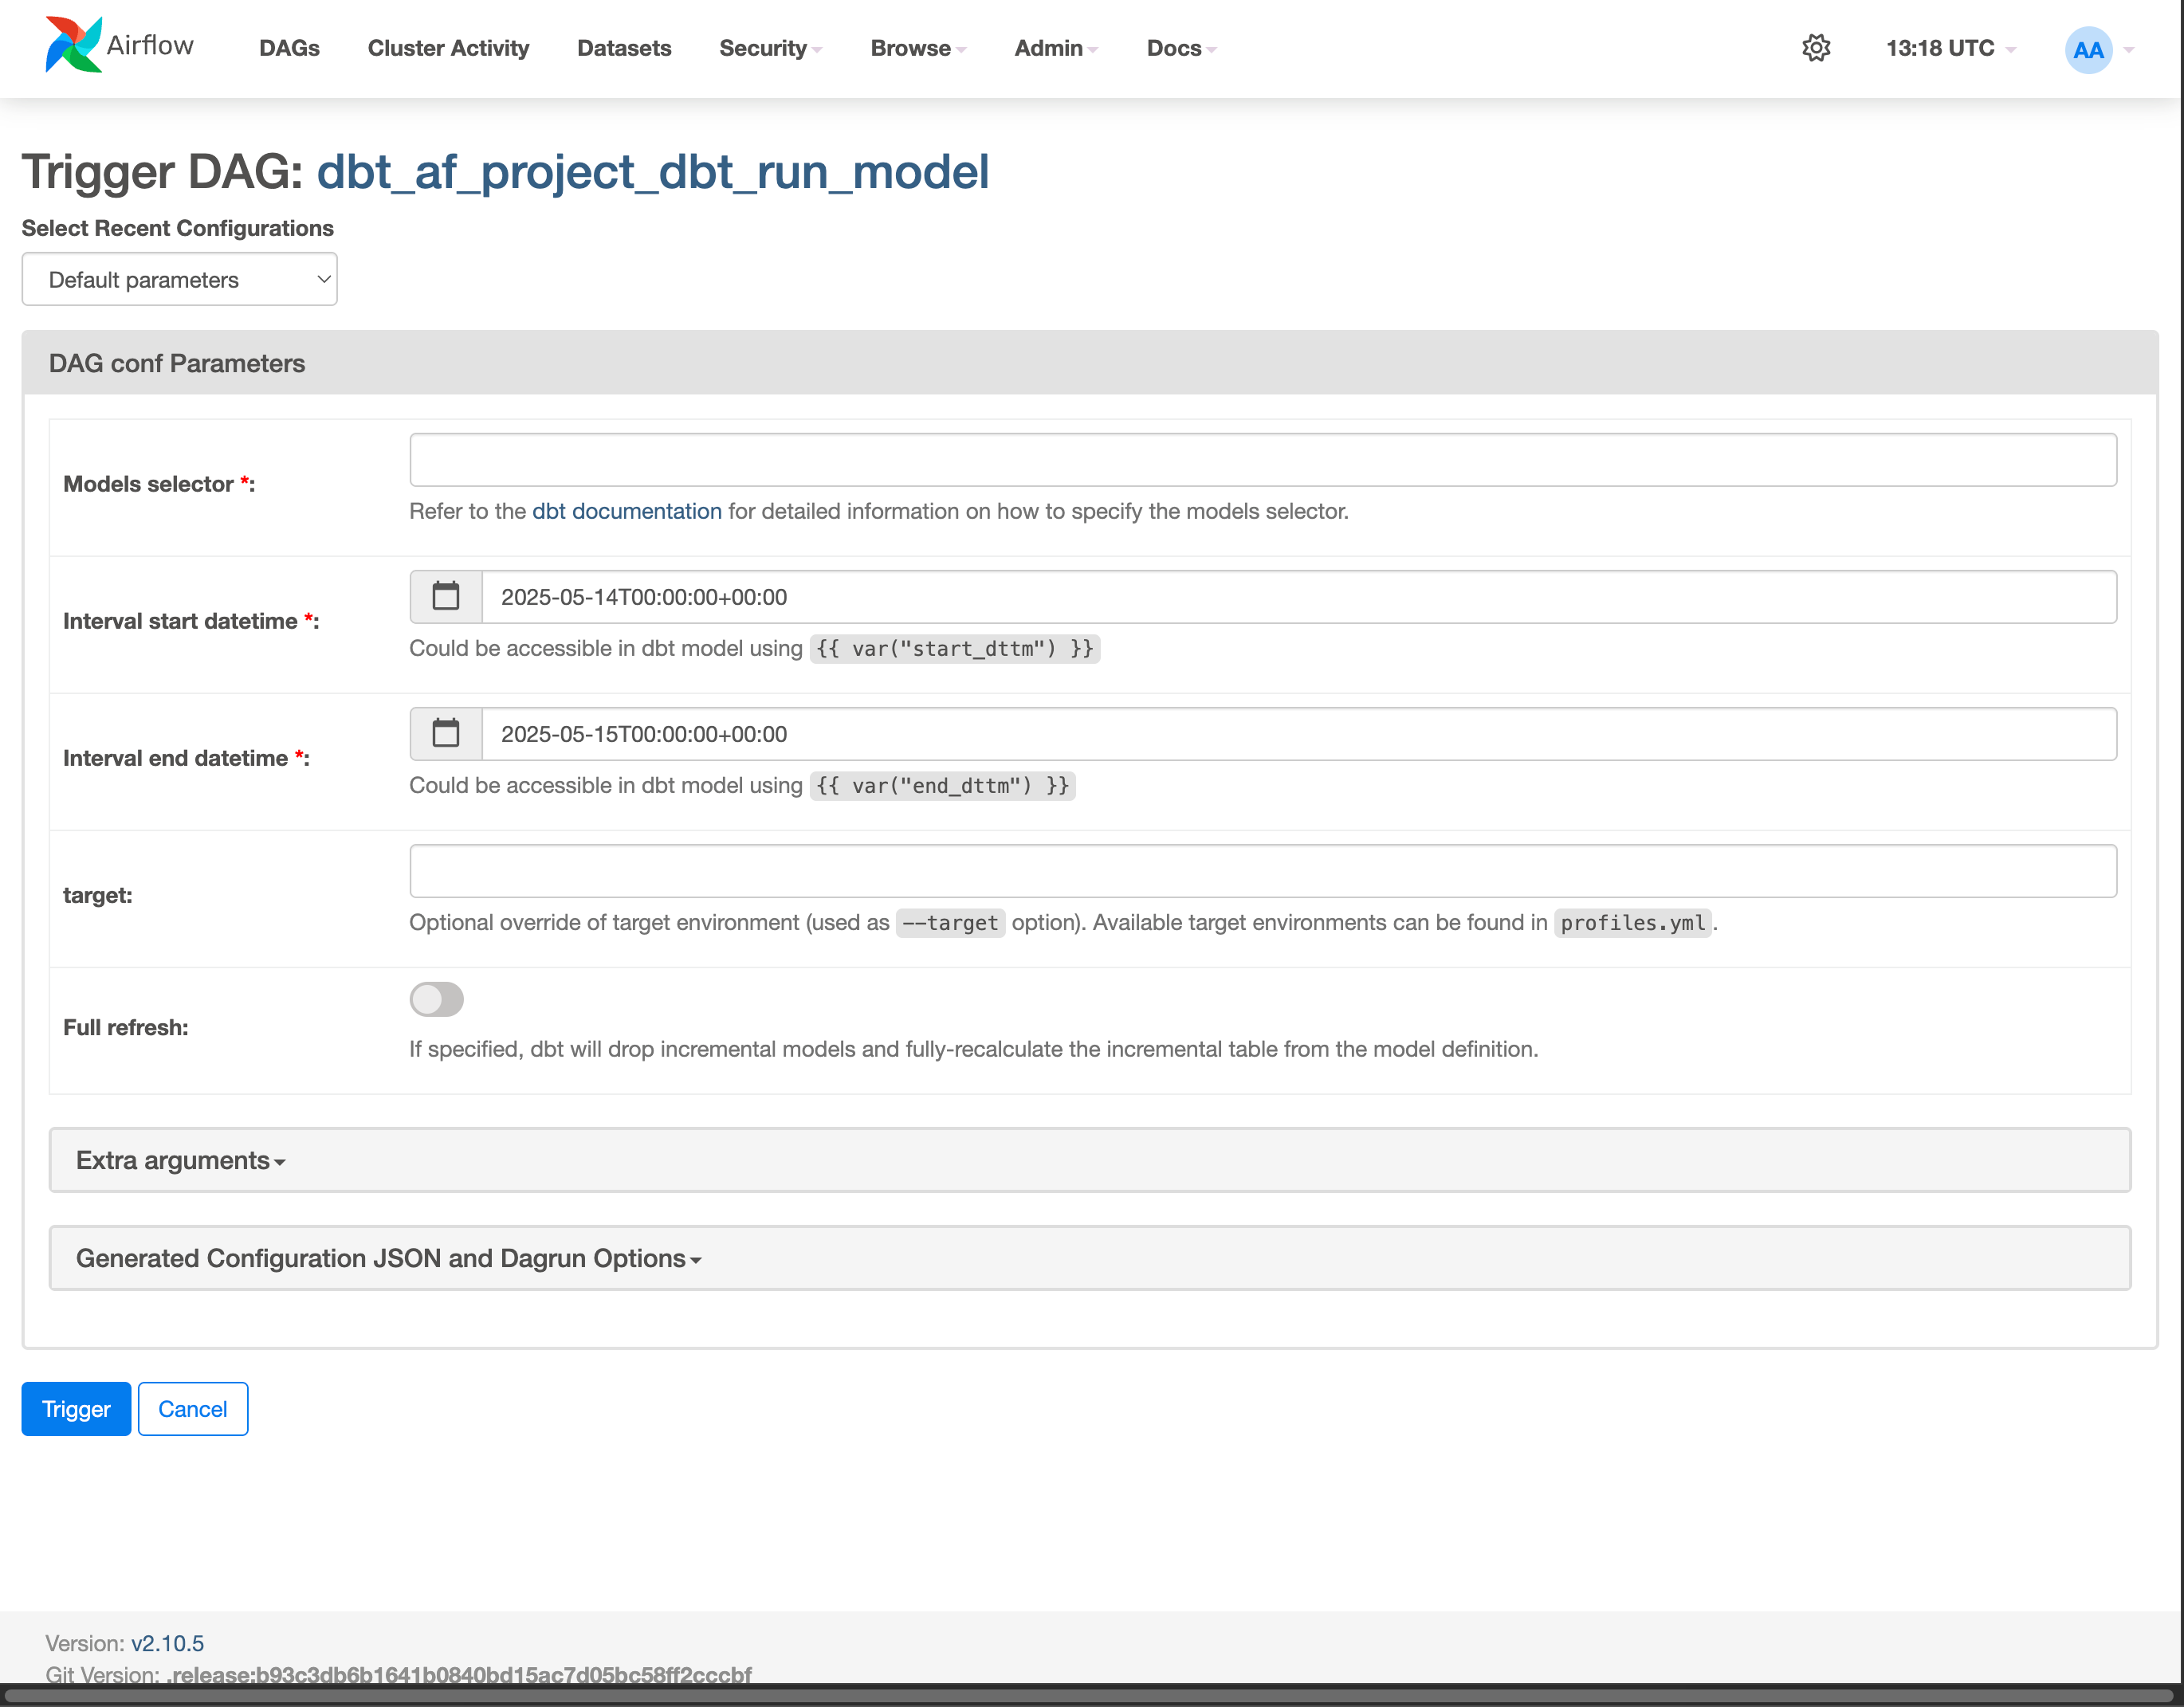 Airflow DAGs Cluster Activity Datasets Security Browse Admin Docs 13:18 UTC AA
Trigger DAG: dbt_af_project_dbt_run_model
Select Recent Configurations
Default parameters
DAG conf Parameters
Models selector *:
Refer to the dbt documentation for detailed information on how to specify the models selector.
Interval start datetime *:
2025-05-14T00:00:00+00:00
Could be accessible in dbt model using {{ var("start_dttm") }}
Interval end datetime *:
2025-05-15T00:00:00+00:00
Could be accessible in dbt model using {{ var("end_dttm") }}
target:
Optional override of target environment (used as --target option). Available target environments can be found in profiles.yml.
Full refresh:
If specified, dbt will drop incremental models and fully-recalculate the incremental table from the model definition.
Extra arguments
Generated Configuration JSON and Dagrun Options
Trigger Cancel
Version: v2.10.5
Git Version: .release:b93c3db6b1641b0840bd15ac7d05bc58ff2cccbf